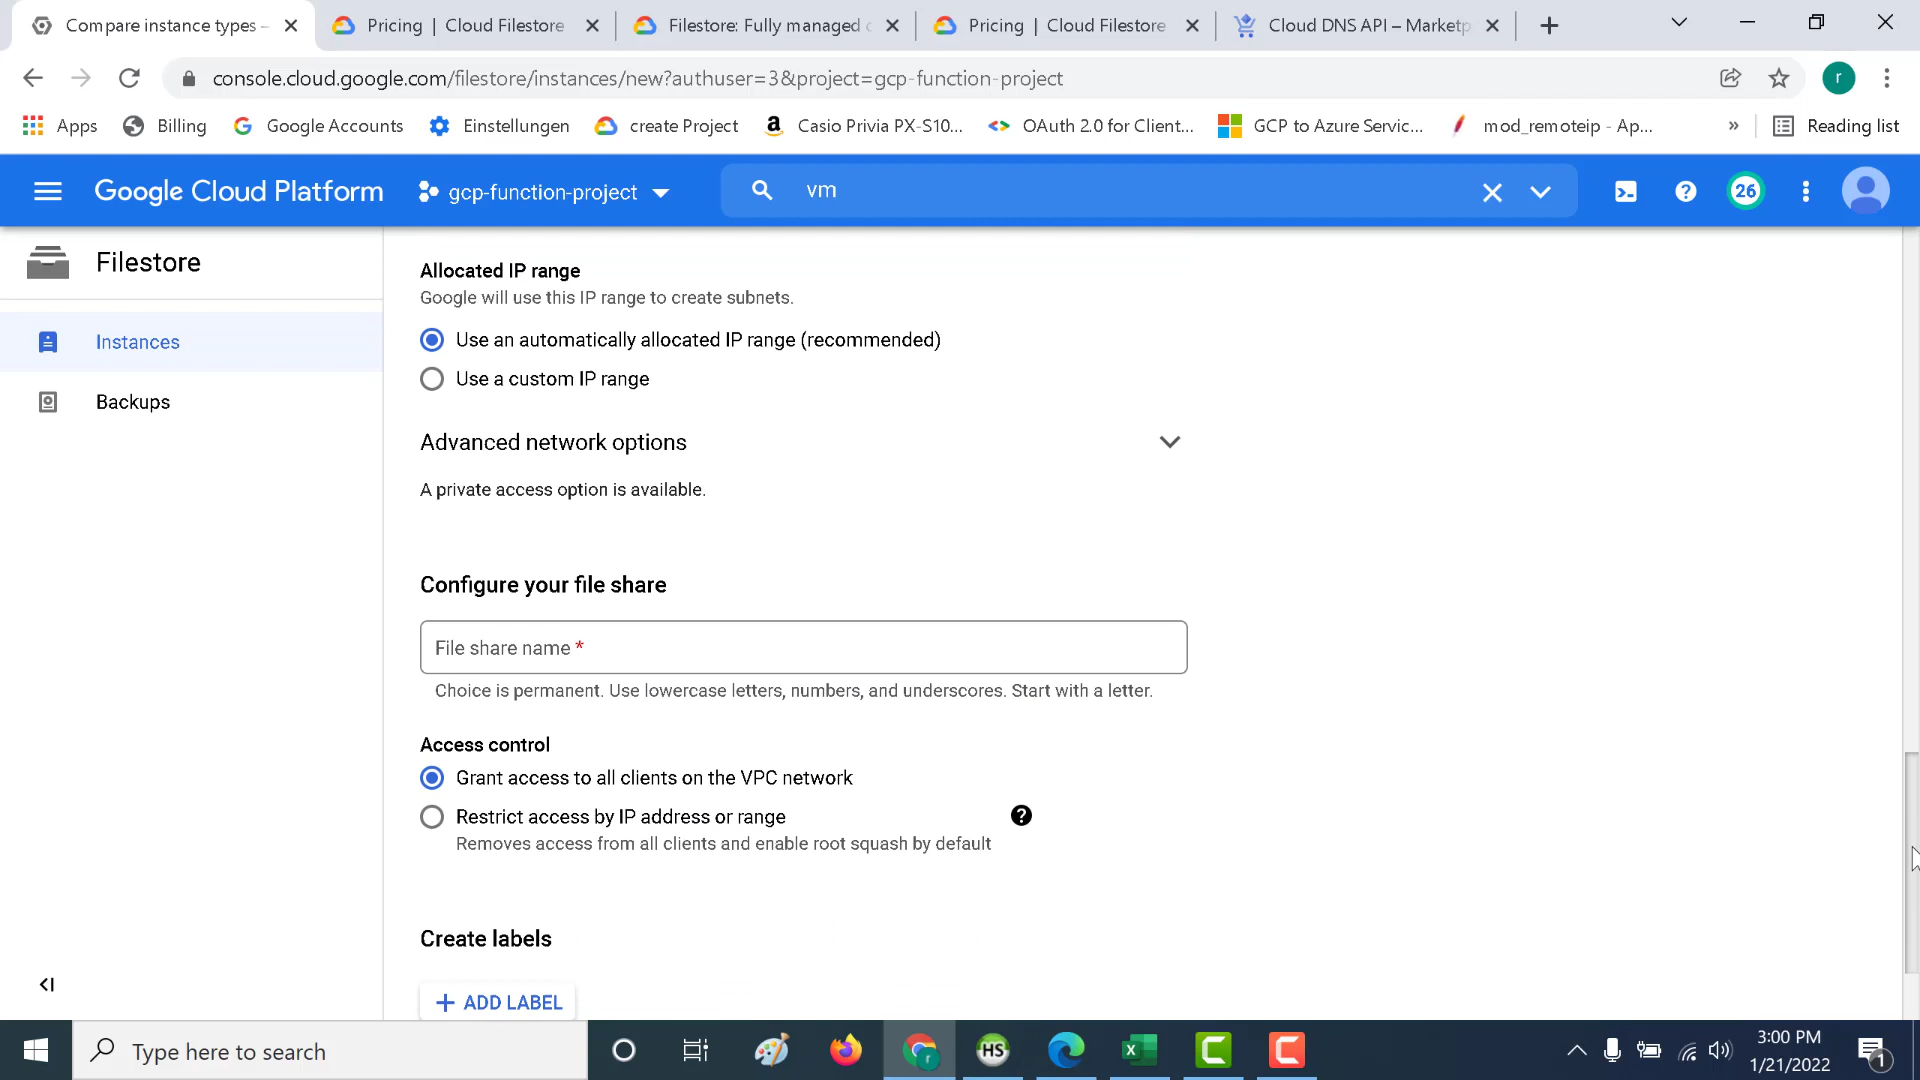 Compare instance types –
Pricing | Cloud Filestore
Filestore: Fully managed c
Pricing | Cloud Filestore
Cloud DNS API – Marketp
console.cloud.google.com/filestore/instances/new?authuser=3&project=gcp-function-project
r
Apps
Billing
Google Accounts
Einstellungen
create Project
Casio Privia PX-S10...
OAuth 2.0 for Client...
GCP to Azure Servic...
mod_remoteip - Ap...
»
Reading list
Google Cloud Platform
gcp-function-project
vm
26
Filestore
Instances
Backups
Allocated IP range
Google will use this IP range to create subnets.
Use an automatically allocated IP range (recommended)
Use a custom IP range
Advanced network options
A private access option is available.
Configure your file share
File share name *
Choice is permanent. Use lowercase letters, numbers, and underscores. Start with a letter.
Access control
Grant access to all clients on the VPC network
Restrict access by IP address or range
Removes access from all clients and enable root squash by default
Create labels
+ ADD LABEL
Type here to search
HS
3:00 PM
1/21/2022
1